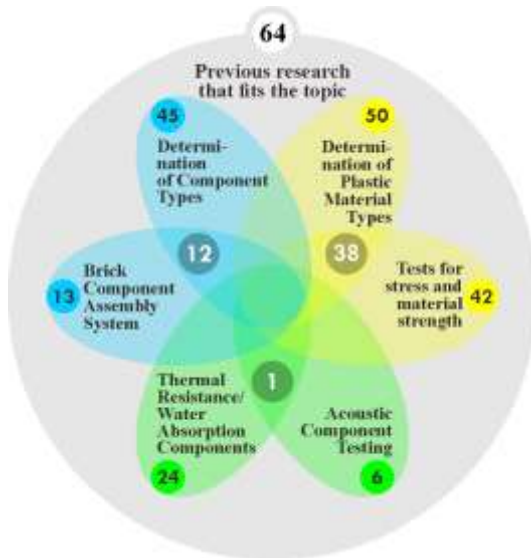 64
Previous research
that fits the topic
45
Determi-
nation
of Component
Types
50
Determi-
nation of
Plastic
Material
Types
12
38
13
Brick
Component
Assembly
System
Tests for
stress and
material
strength
42
1
Thermal
Resistance/
Water
Absorption
Components
24
Acoustic
Component
Testing
6